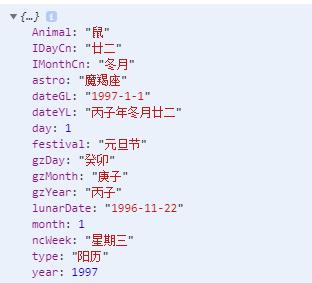 ▼{…} i
Animal: "鼠"
IDayCn: "廿二"
IMonthCn: "冬月"
astro: "魔羯座"
dateGL: "1997-1-1"
dateYL: "丙子年冬月廿二"
day: 1
festival: "元旦节"
gzDay: "癸卯"
gzMonth: "庚子"
gzYear: "丙子"
lunarDate: "1996-11-22"
month: 1
ncWeek: "星期三"
type: "阳历"
year: 1997